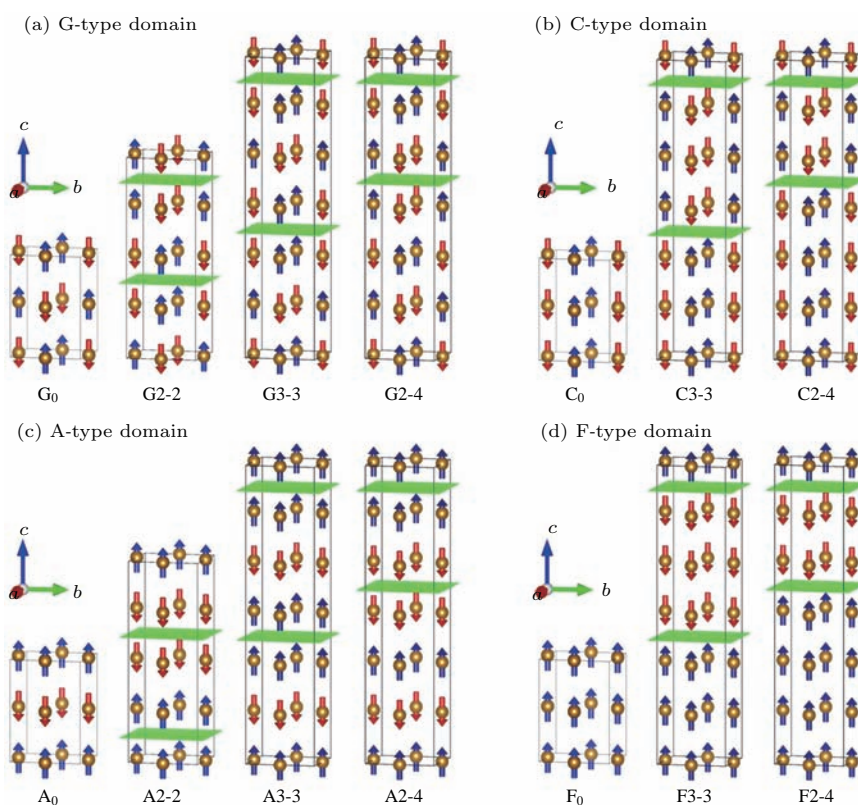 (a) G-type domain
c
a
b
G0
G2-2
G3-3
G2-4
(b) C-type domain
c
a
b
C0
C3-3
C2-4
(c) A-type domain
c
a
b
A0
A2-2
A3-3
A2-4
(d) F-type domain
c
a
b
F0
F3-3
F2-4